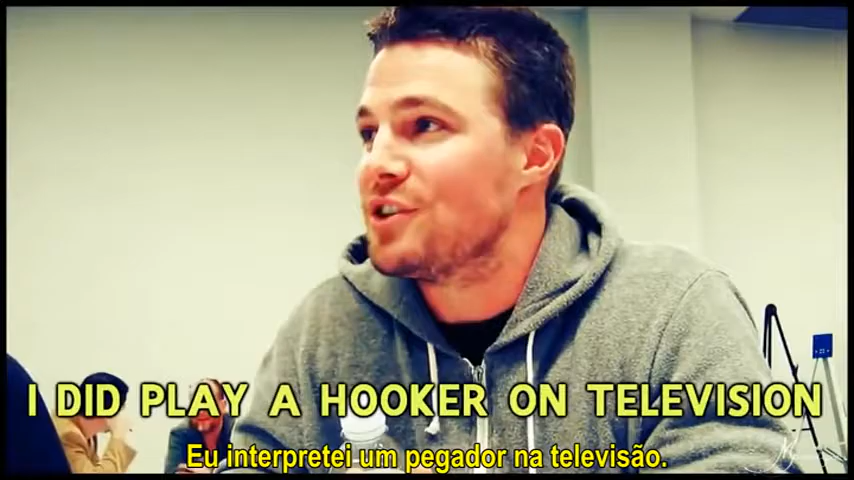 I DID PLAY A HOOKER ON TELEVISION
Eu interpretei um pegador na televisão.